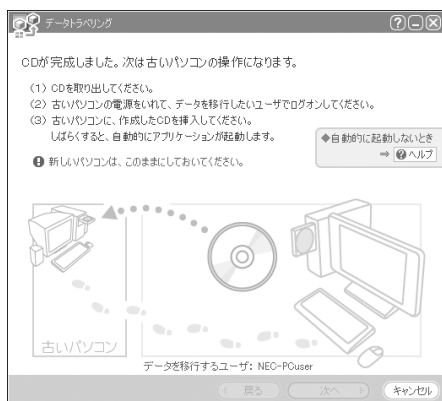 データトラベリング
CDが完成しました。次は古いパソコンの操作になります。
(1) CDを取り出してください。
(2) 古いパソコンの電源をいれて、データを移行したいユーザでログオンしてください。
(3) 古いパソコンに、作成したCDを挿入してください。
しばらくすると、自動的にアプリケーションが起動します。
◆自動的に起動しないとき
⇒ ?ヘルプ
! 新しいパソコンは、このままにしておいてください。
古いパソコン
データを移行するユーザ: NEC-PCuser
戻る
次へ
キャンセル